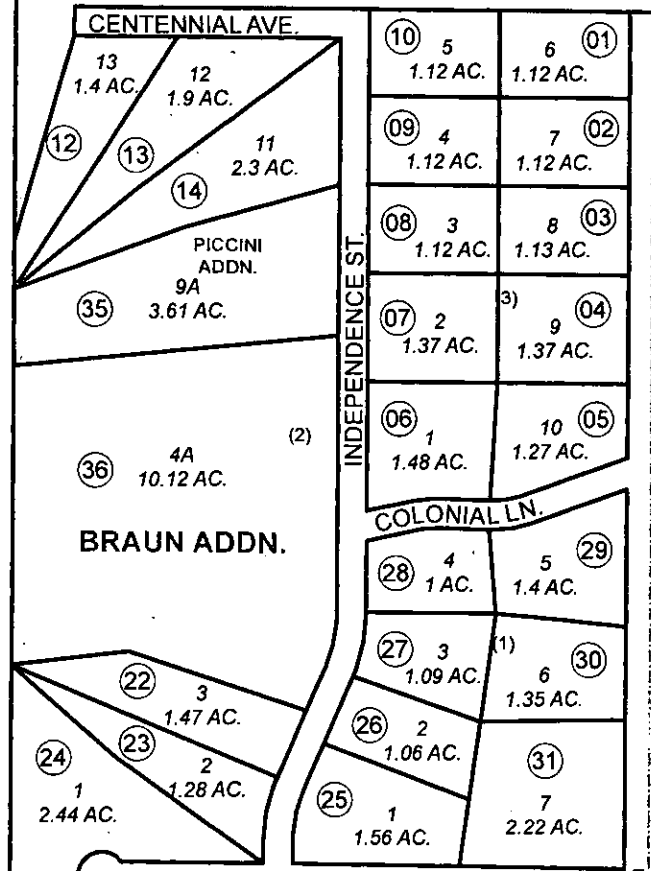 CENTENNIAL AVE.
13
1.4 AC.
12
12
1.9 AC.
13
11
2.3 AC.
14
PICCINI
ADDN.
9A
3.61 AC.
35
INDEPENDENCE ST.
(2)
4A
10.12 AC.
36
BRAUN ADDN.
22
3
1.47 AC.
23
2
1.28 AC.
24
1
2.44 AC.
10
5
1.12 AC.
6
01
1.12 AC.
09
4
1.12 AC.
7
02
1.12 AC.
08
3
1.12 AC.
8
03
1.13 AC.
07
2
1.37 AC.
3)
9
04
1.37 AC.
06
1
1.48 AC.
10
05
1.27 AC.
COLONIAL LN.
28
4
1 AC.
5
29
1.4 AC.
27
3
1.09 AC.
(1)
6
30
1.35 AC.
26
2
1.06 AC.
31
7
2.22 AC.
25
1
1.56 AC.